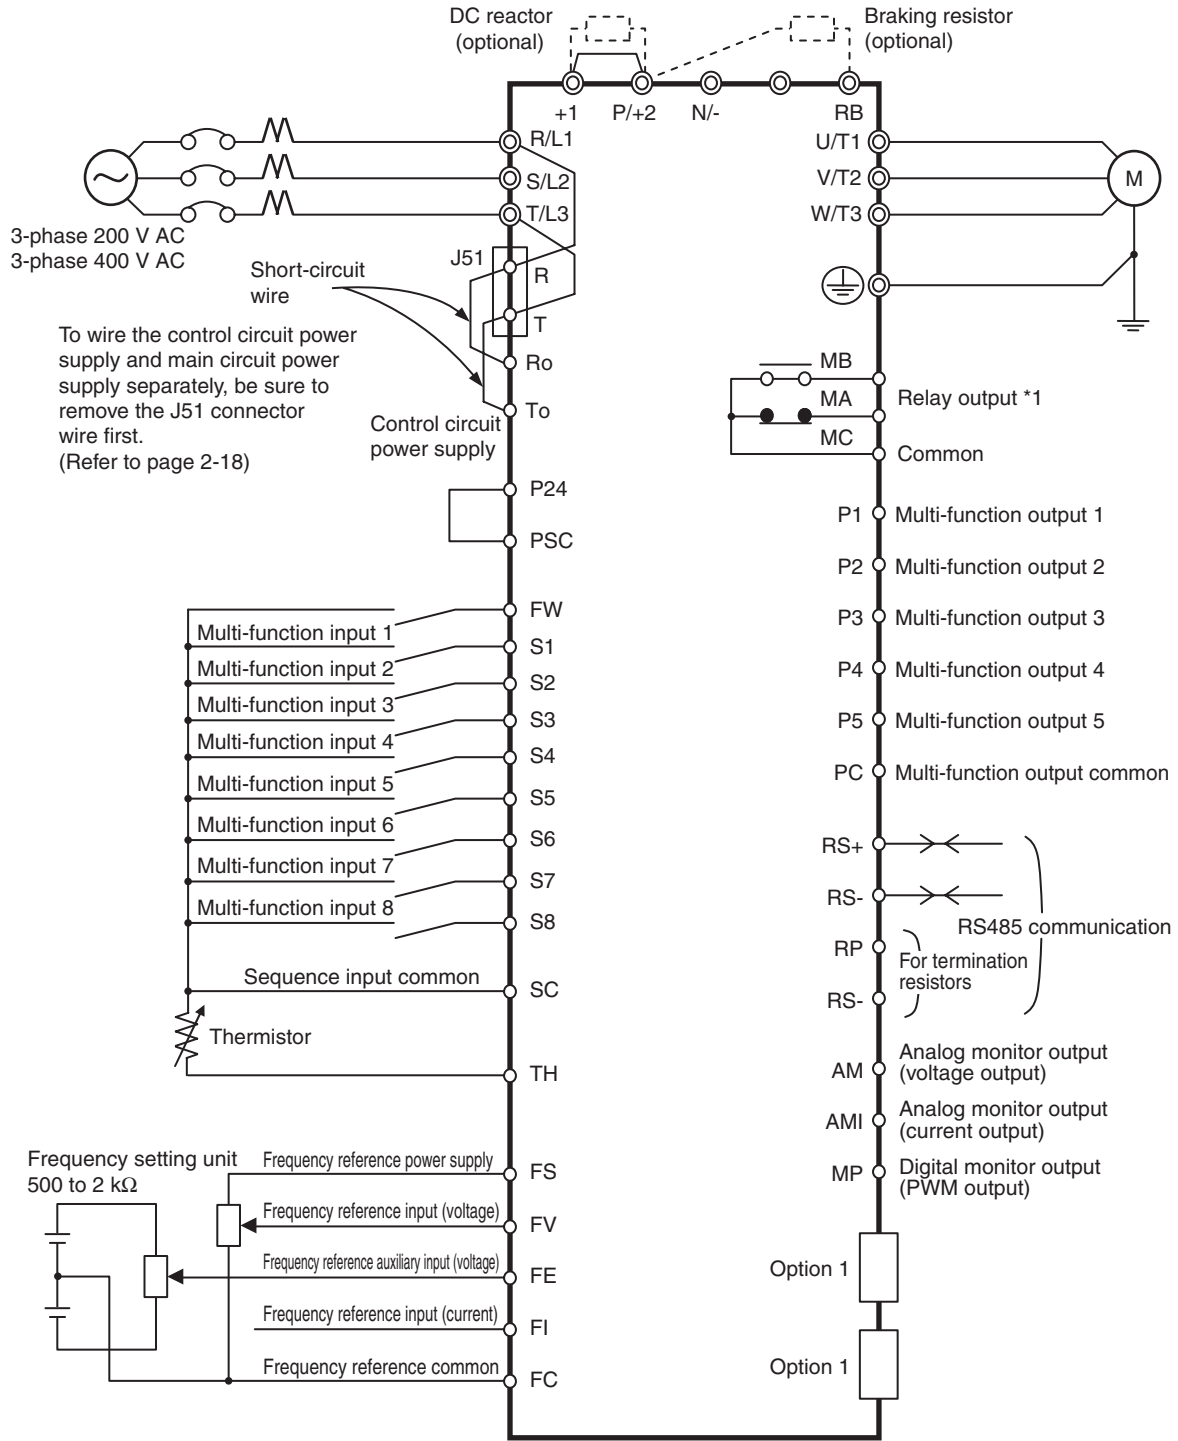 DC reactor
(optional)
Braking resistor
(optional)
+1
P/+2
N/-
RB
R/L1
S/L2
T/L3
U/T1
V/T2
W/T3
M
3-phase 200 V AC
3-phase 400 V AC
Short-circuit
wire
J51
R
T
Ro
To
To wire the control circuit power
supply and main circuit power
supply separately, be sure to
remove the J51 connector
wire first.
(Refer to page 2-18)
Control circuit
power supply
MB
MA
MC
Relay output *1
Common
P24
PSC
P1
Multi-function output 1
P2
Multi-function output 2
P3
Multi-function output 3
P4
Multi-function output 4
P5
Multi-function output 5
PC
Multi-function output common
FW
Multi-function input 1
S1
Multi-function input 2
S2
Multi-function input 3
S3
Multi-function input 4
S4
Multi-function input 5
S5
Multi-function input 6
S6
Multi-function input 7
S7
Multi-function input 8
S8
Sequence input common
SC
Thermistor
TH
RS+
RS-
RS485 communication
RP
For termination
resistors
RS-
AM
Analog monitor output
(voltage output)
AMI
Analog monitor output
(current output)
MP
Digital monitor output
(PWM output)
Frequency setting unit
500 to 2 kΩ
Frequency reference power supply
FS
Frequency reference input (voltage)
FV
Frequency reference auxiliary input (voltage)
FE
Frequency reference input (current)
FI
Frequency reference common
FC
Option 1
Option 1